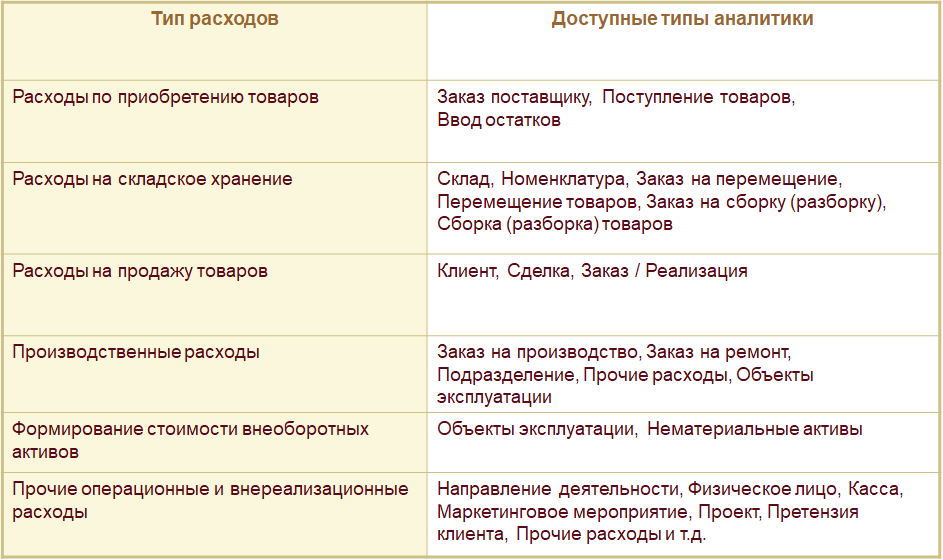 Тип расходов
Доступные типы аналитики
Расходы по приобретению товаров
Заказ поставщику, Поступление товаров,
Ввод остатков
Расходы на складское хранение
Склад, Номенклатура, Заказ на перемещение,
Перемещение товаров, Заказ на сборку (разборку),
Сборка (разборка) товаров
Расходы на продажу товаров
Клиент, Сделка, Заказ / Реализация
Производственные расходы
Заказ на производство, Заказ на ремонт,
Подразделение, Прочие расходы, Объекты
эксплуатации
Формирование стоимости внеоборотных
активов
Объекты эксплуатации, Нематериальные активы
Прочие операционные и внереализационные
расходы
Направление деятельности, Физическое лицо, Касса,
Маркетинговое мероприятие, Проект, Претензия
клиента, Прочие расходы и т.д.